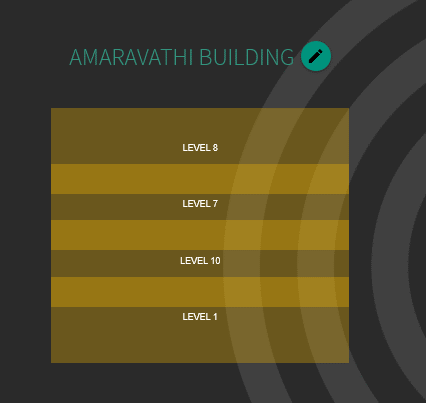 AMARAVATHI BUILDING
LEVEL 8
LEVEL 7
LEVEL 10
LEVEL 1